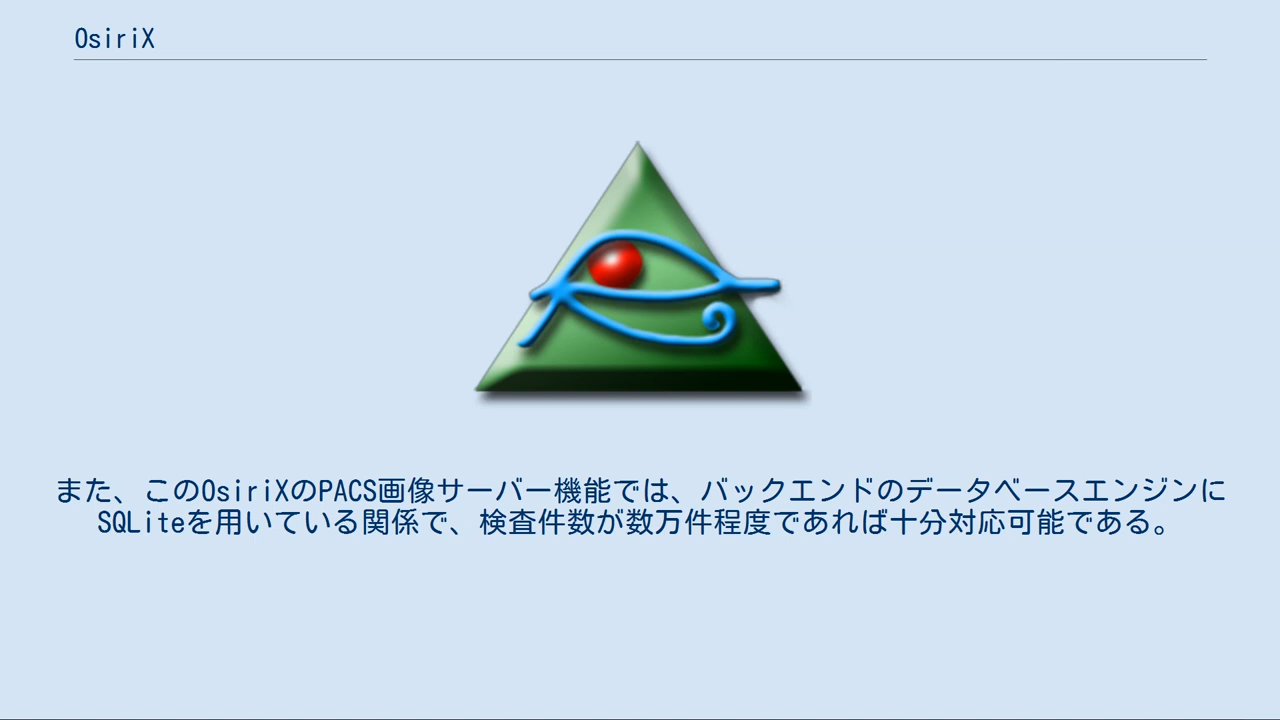 OsiriX
また、このOsiriXのPACS画像サーバー機能では、バックエンドのデータベースエンジンに
SQLiteを用いている関係で、検査件数が数万件程度であれば十分対応可能である。